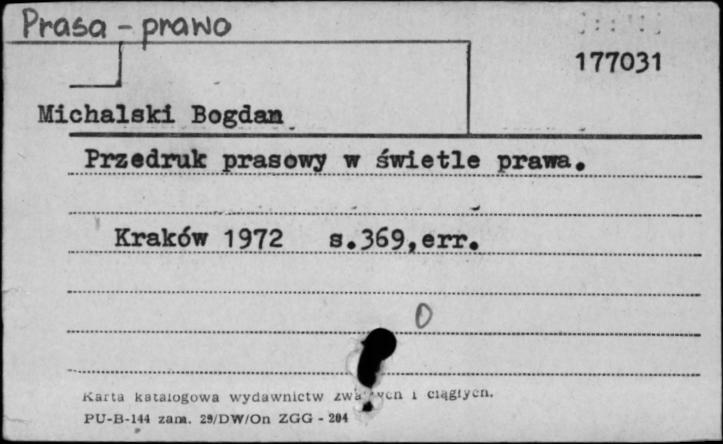 Prasa - prawo
177031
Michalski Bogdan
Przedruk prasowy w świetle prawa.
Kraków 1972 s.369,err.
0
Karta katalogowa wydawnictw i ciągłych.
PU-B-144 zam. 29/DW/On ZGG - 204